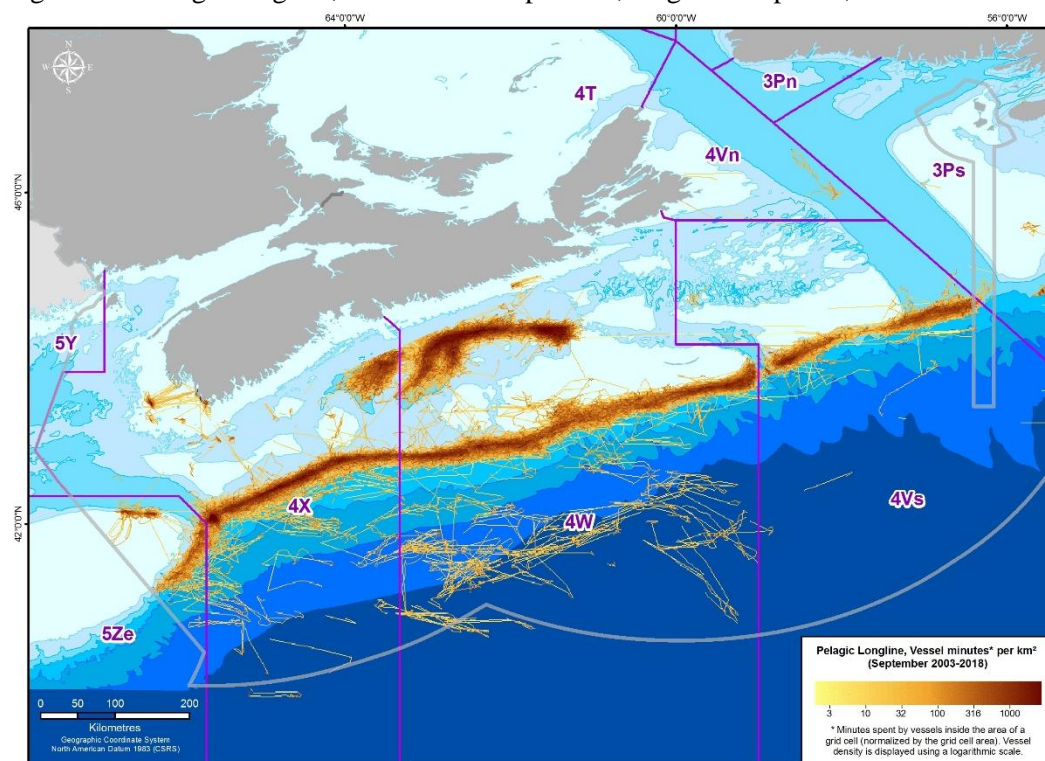 64°0'0"W 60°0'0"W 56°0'0"W
N
W E
S
3Pn
4T
4Vn
3Ps
46°0'0"N
5Y
4X
4W
4Vs
42°0'0"N
5Ze
Pelagic Longline, Vessel minutes* per km²
(September 2003-2018)
3 10 32 100 316 1000
* Minutes spent by vessels inside the area of a
grid cell (normalized by the grid cell area). Vessel
density is displayed using a logarithmic scale.
0 50 100 200
Kilometres
Geographic Coordinate System
North American Datum 1983 (CSRS)